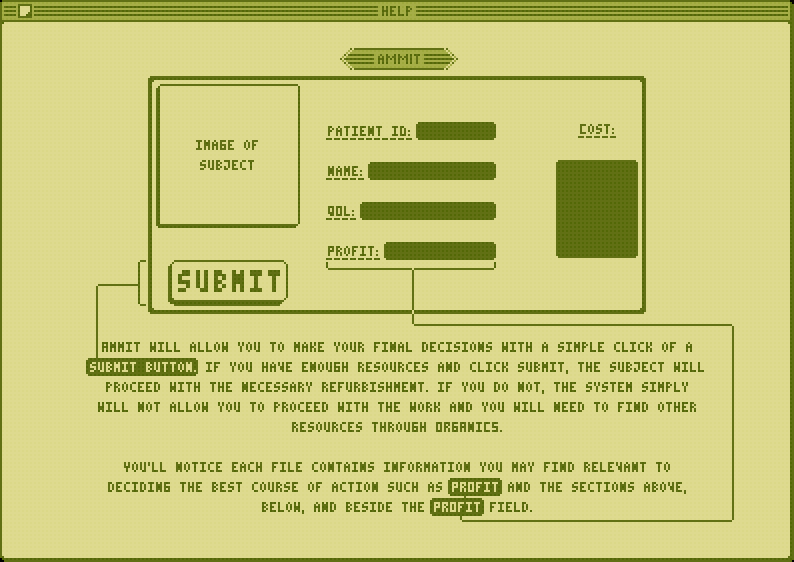 HELP
AMMIT
IMAGE OF
SUBJECT
PATIENT ID:
NAME:
QOL:
PROFIT:
COST:
SUBMIT
AMMIT WILL ALLOW YOU TO MAKE YOUR FINAL DECISIONS WITH A SIMPLE CLICK OF A
SUBMIT BUTTON. IF YOU HAVE ENOUGH RESOURCES AND CLICK SUBMIT, THE SUBJECT WILL
PROCEED WITH THE NECESSARY REFURBISHMENT. IF YOU DO NOT, THE SYSTEM SIMPLY
WILL NOT ALLOW YOU TO PROCEED WITH THE WORK AND YOU WILL NEED TO FIND OTHER
RESOURCES THROUGH ORGANICS.
YOU'LL NOTICE EACH FILE CONTAINS INFORMATION YOU MAY FIND RELEVANT TO
DECIDING THE BEST COURSE OF ACTION SUCH AS PROFIT AND THE SECTIONS ABOVE,
BELOW, AND BESIDE THE PROFIT FIELD.